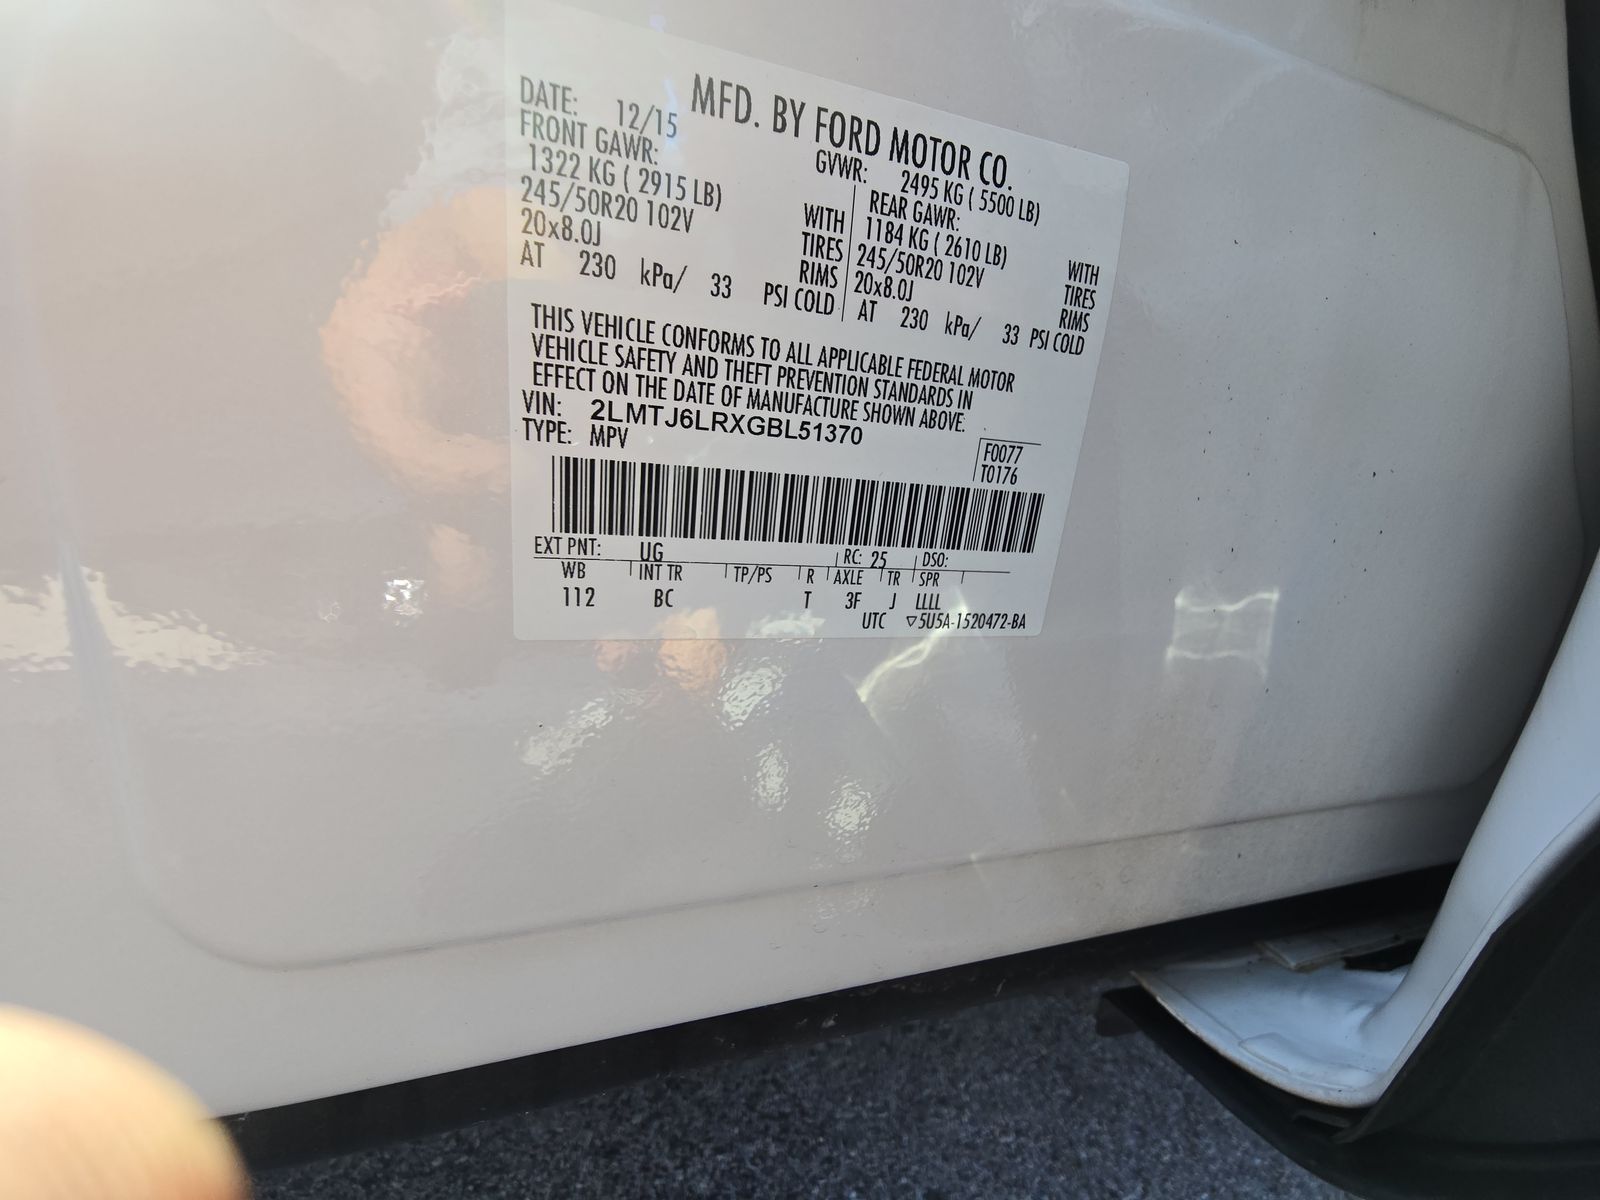 MFD. BY FORD MOTOR CO.
DATE: 12/15
GVWR: 2495 KG ( 5500 LB)
FRONT GAWR:
1322 KG ( 2915 LB) WITH
245/50R20 102V TIRES
20x8.0J RIMS
AT 230 kPa/ 33 PSI COLD
REAR GAWR:
1184 KG ( 2610 LB) WITH
245/50R20 102V TIRES
20x8.0J RIMS
AT 230 kPa/ 33 PSI COLD
THIS VEHICLE CONFORMS TO ALL APPLICABLE FEDERAL MOTOR
VEHICLE SAFETY AND THEFT PREVENTION STANDARDS IN
EFFECT ON THE DATE OF MANUFACTURE SHOWN ABOVE.
VIN: 2LMTJ6LRXGBL51370
TYPE: MPV
F0077
T0176
EXT PNT: UG RC: 25 DSO:
WB INT TR TP/PS R AXLE TR SPR
112 BC T 3F J LLLL
UTC ▽5U5A-1520472-BA